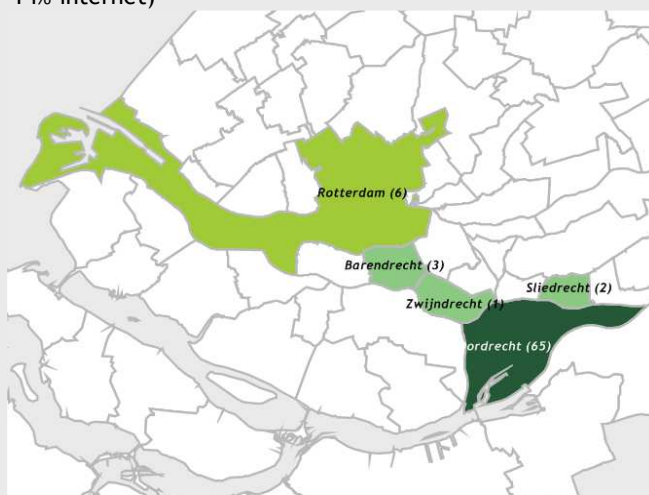 Rotterdam (6)
Barendrecht (3)
Sliedrecht (2)
Zwijndrecht (1)
ordrecht (65)